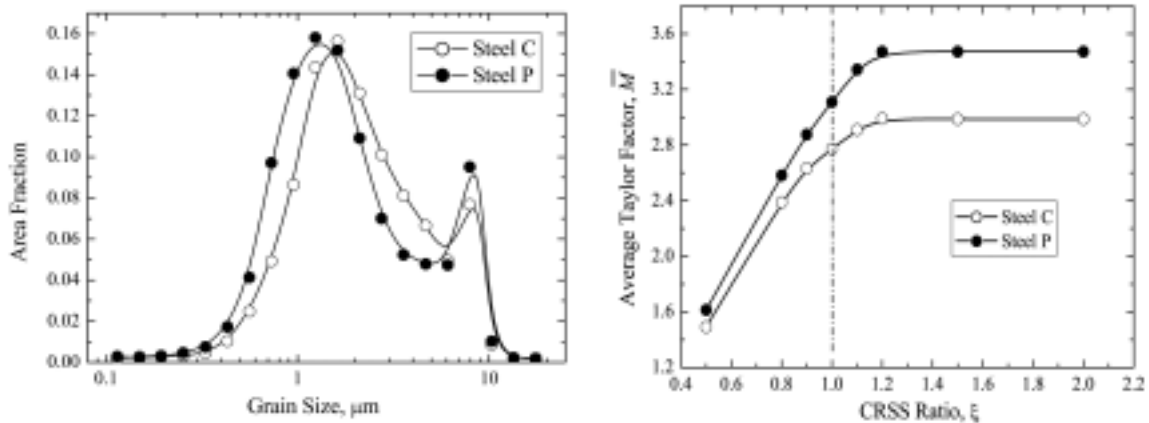 0.16
0.14
0.12
0.10
0.08
0.06
0.04
0.02
0.00
Area Fraction
Steel C
Steel P
0.1
1
10
Grain Size, μm
3.6
3.2
2.8
2.4
2.0
1.6
1.2
Average Taylor Factor, M̅
Steel C
Steel P
0.4 0.6 0.8 1.0 1.2 1.4 1.6 1.8 2.0 2.2
CRSS Ratio, ξ